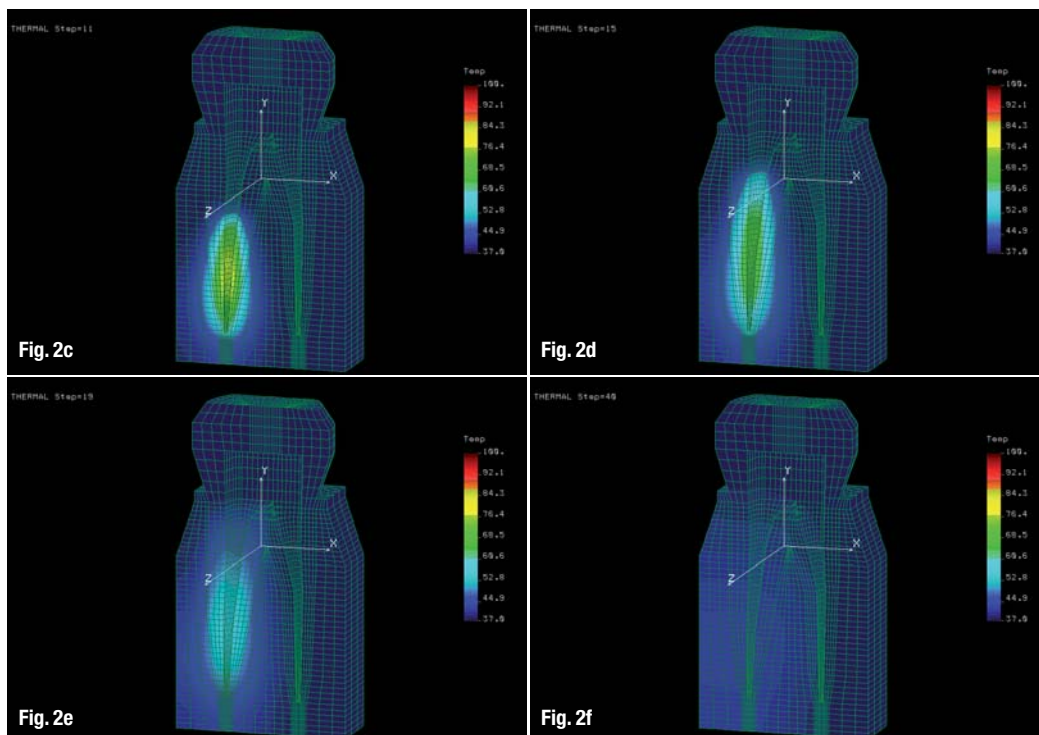 THERMAL Step=11
Temp
100.
92.1
84.3
76.4
68.5
60.6
52.8
44.9
37.0
Y
X
Z
Fig. 2c
THERMAL Step=15
Temp
100.
92.1
84.3
76.4
68.5
60.6
52.8
44.9
37.0
Y
X
Z
Fig. 2d
THERMAL Step=19
Temp
100.
92.1
84.3
76.4
68.5
60.6
52.8
44.9
37.0
Y
X
Z
Fig. 2e
THERMAL Step=40
Temp
100.
92.1
84.3
76.4
68.5
60.6
52.8
44.9
37.0
Y
X
Z
Fig. 2f